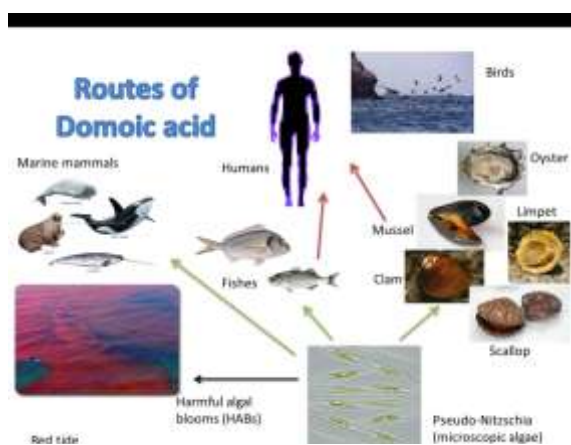 Routes of
Domoic acid
Birds
Marine mammals
Humans
Oyster
Mussel
Limpet
Fishes
Clam
Scallop
Harmful algal
blooms (HABs)
Pseudo-Nitzschia
(microscopic algae)
Red tide